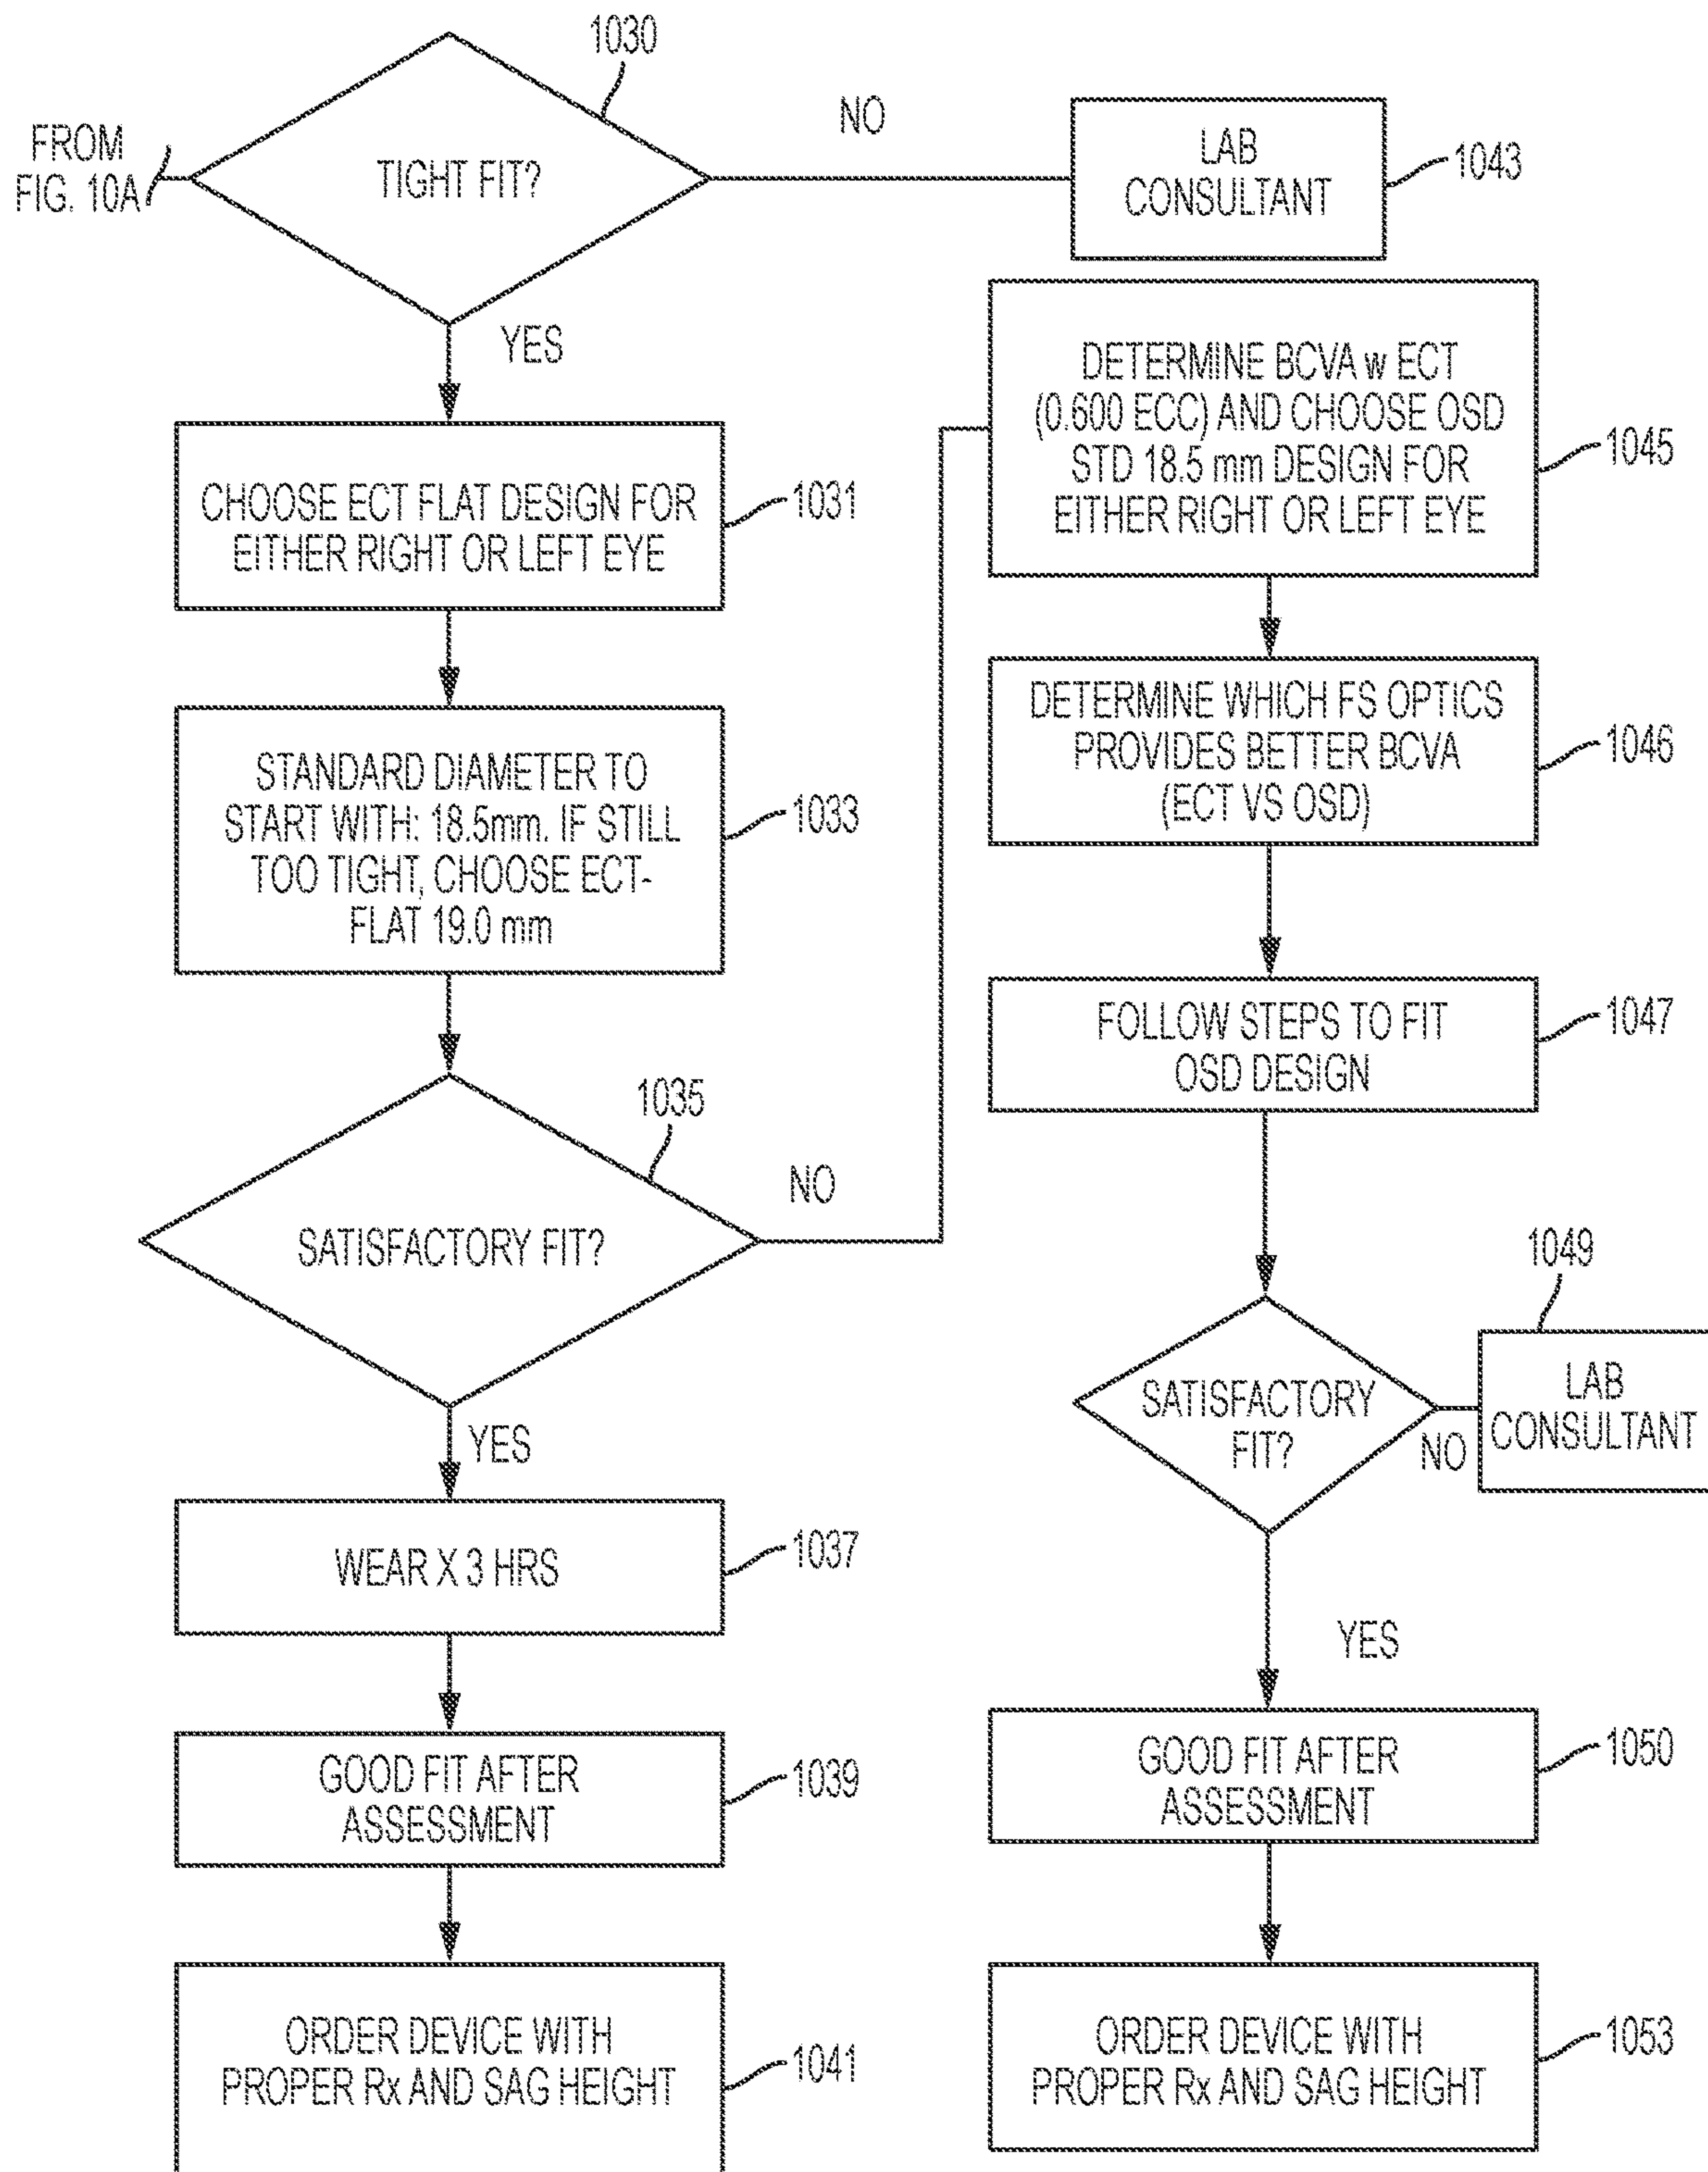 1030
FROM
FIG. 10A
TIGHT FIT?
NO
LAB
CONSULTANT
1043
YES
CHOOSE ECT FLAT DESIGN FOR
EITHER RIGHT OR LEFT EYE
1031
STANDARD DIAMETER TO
START WITH: 18.5mm. IF STILL
TOO TIGHT, CHOOSE ECT-
FLAT 19.0 mm
1033
1035
SATISFACTORY FIT?
NO
YES
WEAR X 3 HRS
1037
GOOD FIT AFTER
ASSESSMENT
1039
ORDER DEVICE WITH
PROPER Rx AND SAG HEIGHT
1041
DETERMINE BCVA w ECT
(0.600 ECC) AND CHOOSE OSD
STD 18.5 mm DESIGN FOR
EITHER RIGHT OR LEFT EYE
1045
DETERMINE WHICH FS OPTICS
PROVIDES BETTER BCVA
(ECT VS OSD)
1046
FOLLOW STEPS TO FIT
OSD DESIGN
1047
SATISFACTORY
FIT?
NO
1049
LAB
CONSULTANT
YES
GOOD FIT AFTER
ASSESSMENT
1050
ORDER DEVICE WITH
PROPER Rx AND SAG HEIGHT
1053